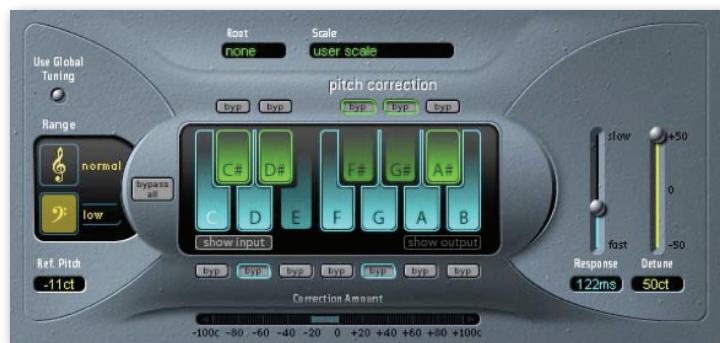 Root Scale
none user scale
Use Global
Tuning
pitch correction
byp byp byp byp byp
Range
normal
low
bypass
all
C# D# F# G# A#
C D E F G A B
show input show output
byp byp byp byp byp byp byp
slow
fast
+50
0
-50
Ref. Pitch
-11ct
Response Detune
122ms 50ct
Correction Amount
-100c -80 -60 -40 -20 0 +20 +40 +60 +80 +100c